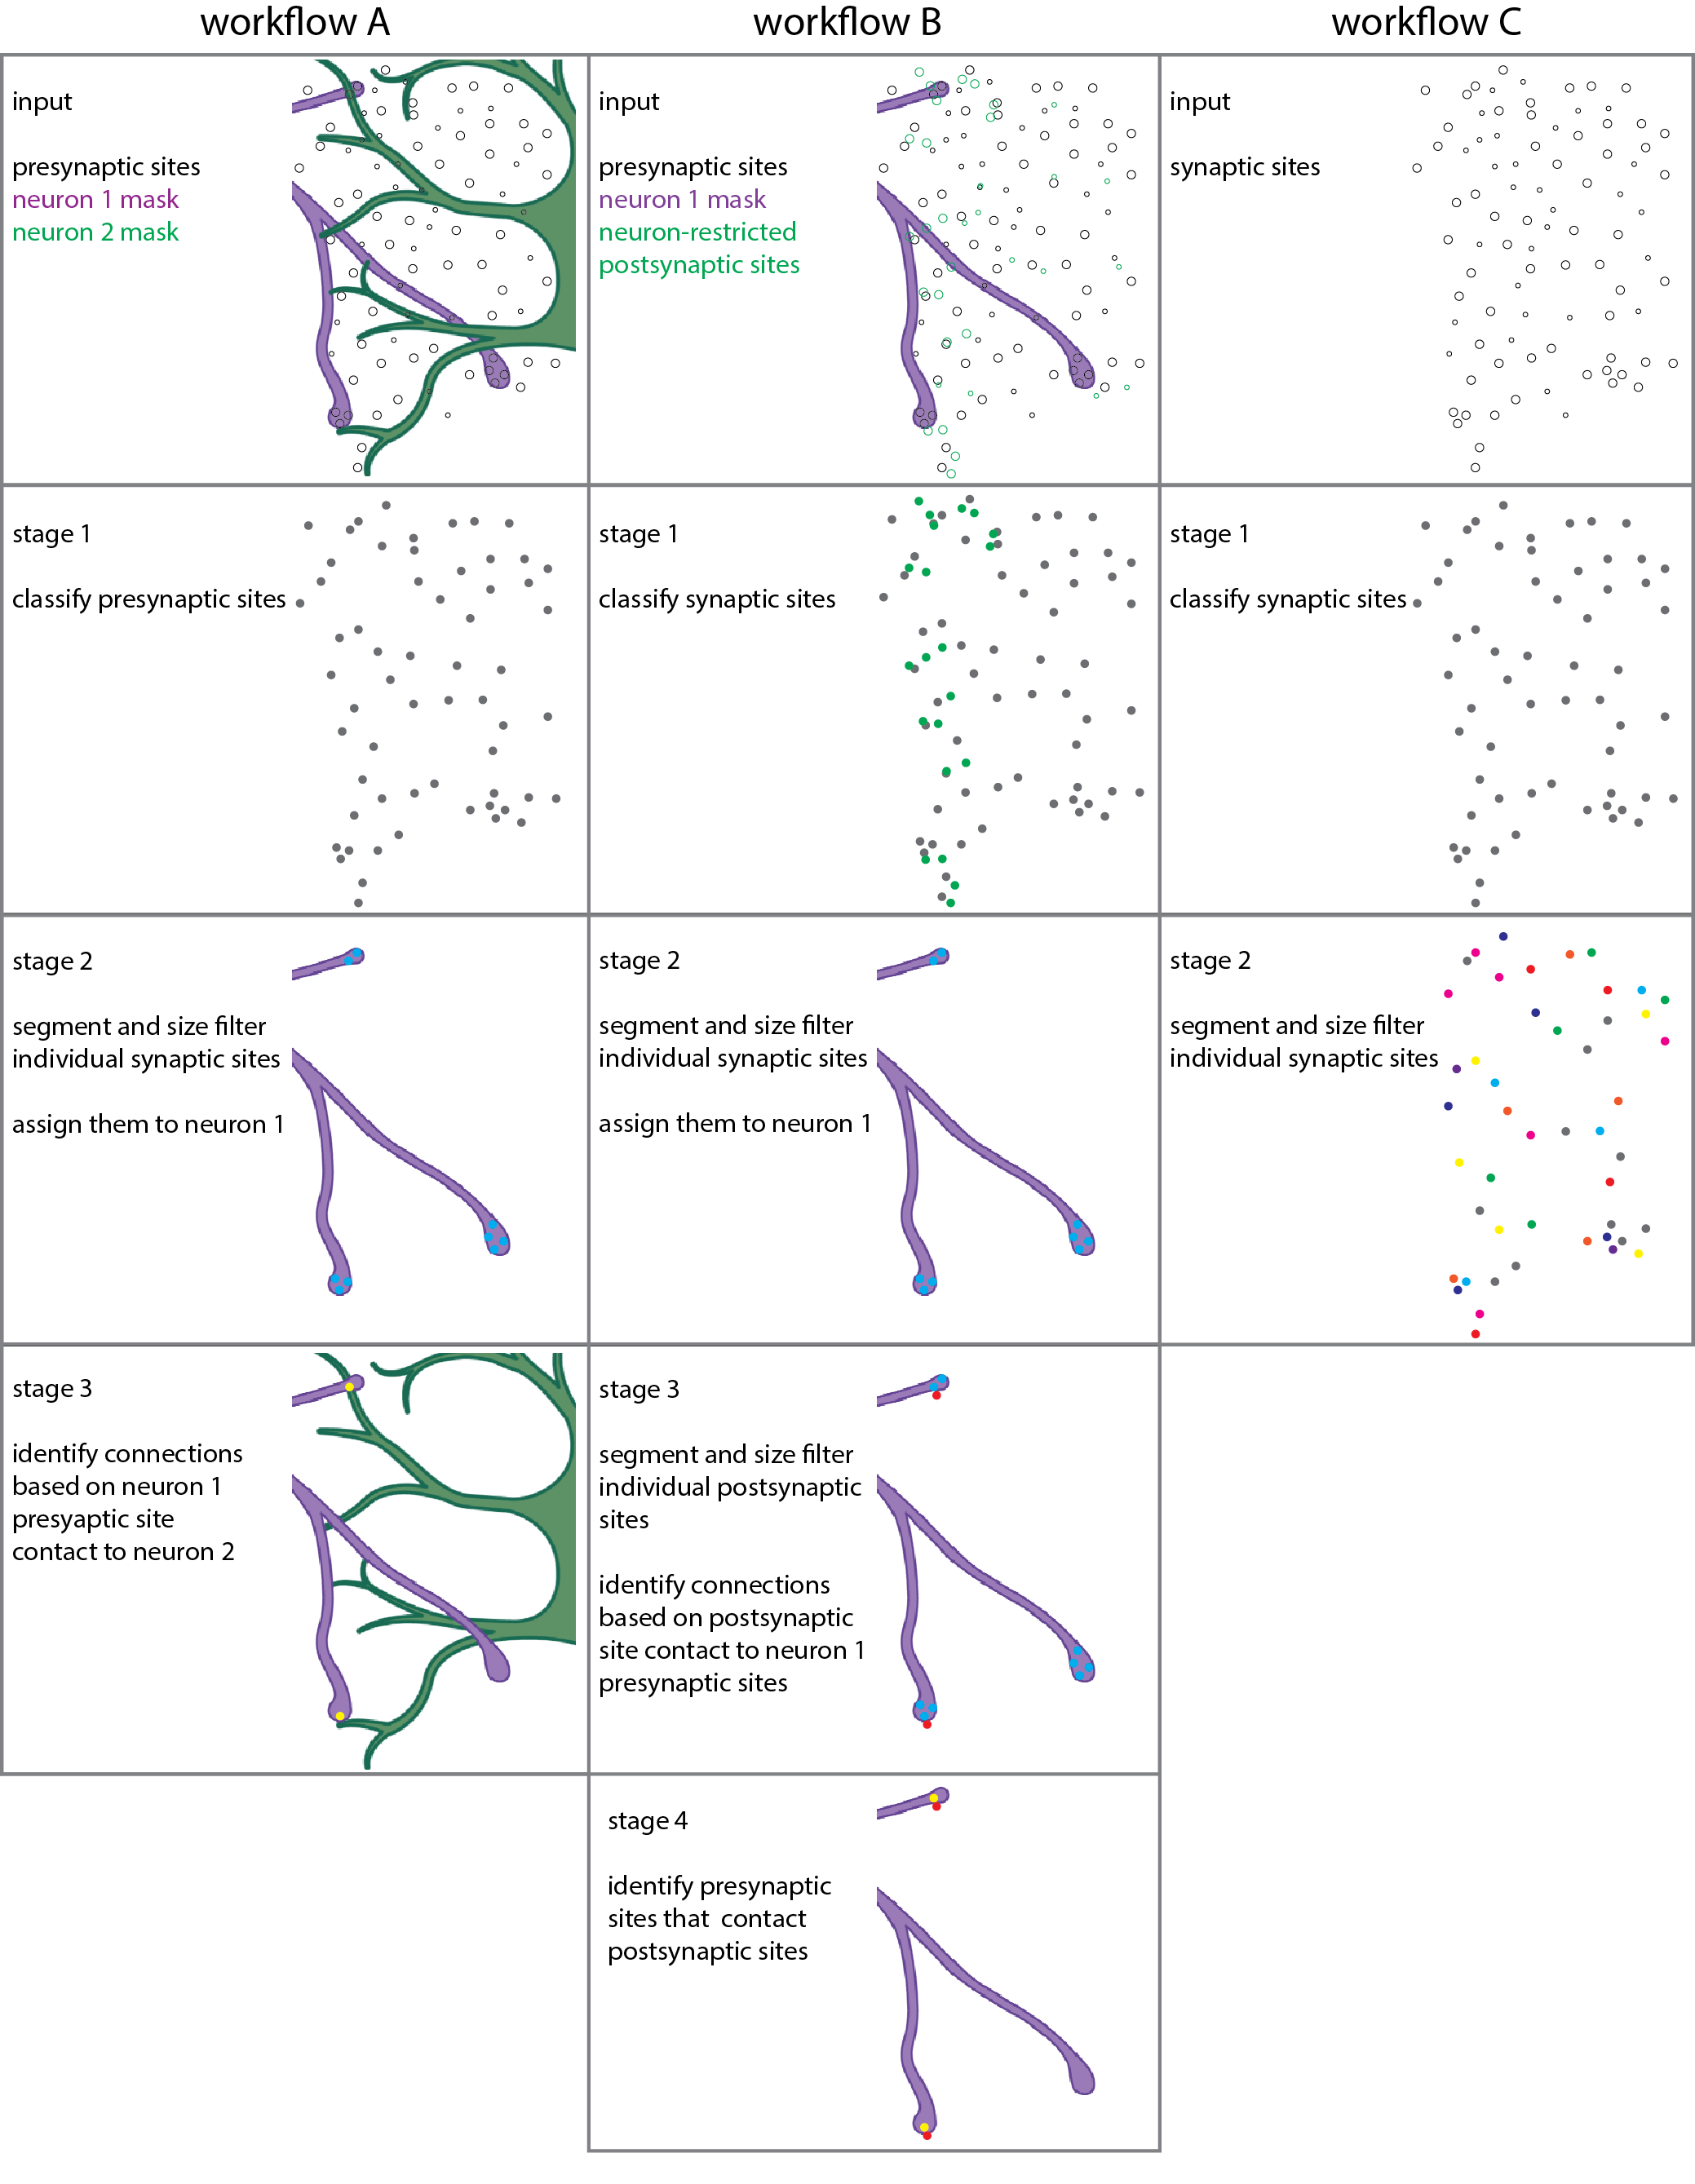 workflow A
workflow B
workflow C
input
presynaptic sites
neuron 1 mask
neuron 2 mask
input
presynaptic sites
neuron 1 mask
neuron-restricted
postsynaptic sites
input
synaptic sites
stage 1
classify presynaptic sites
stage 1
classify synaptic sites
stage 1
classify synaptic sites
stage 2
segment and size filter
individual synaptic sites
assign them to neuron 1
stage 2
segment and size filter
individual synaptic sites
assign them to neuron 1
stage 2
segment and size filter
individual synaptic sites
stage 3
identify connections
based on neuron 1
presyaptic site
contact to neuron 2
stage 3
segment and size filter
individual postsynaptic
sites
identify connections
based on postsynaptic
site contact to neuron 1
presynaptic sites
stage 4
identify presynaptic
sites that contact
postsynaptic sites